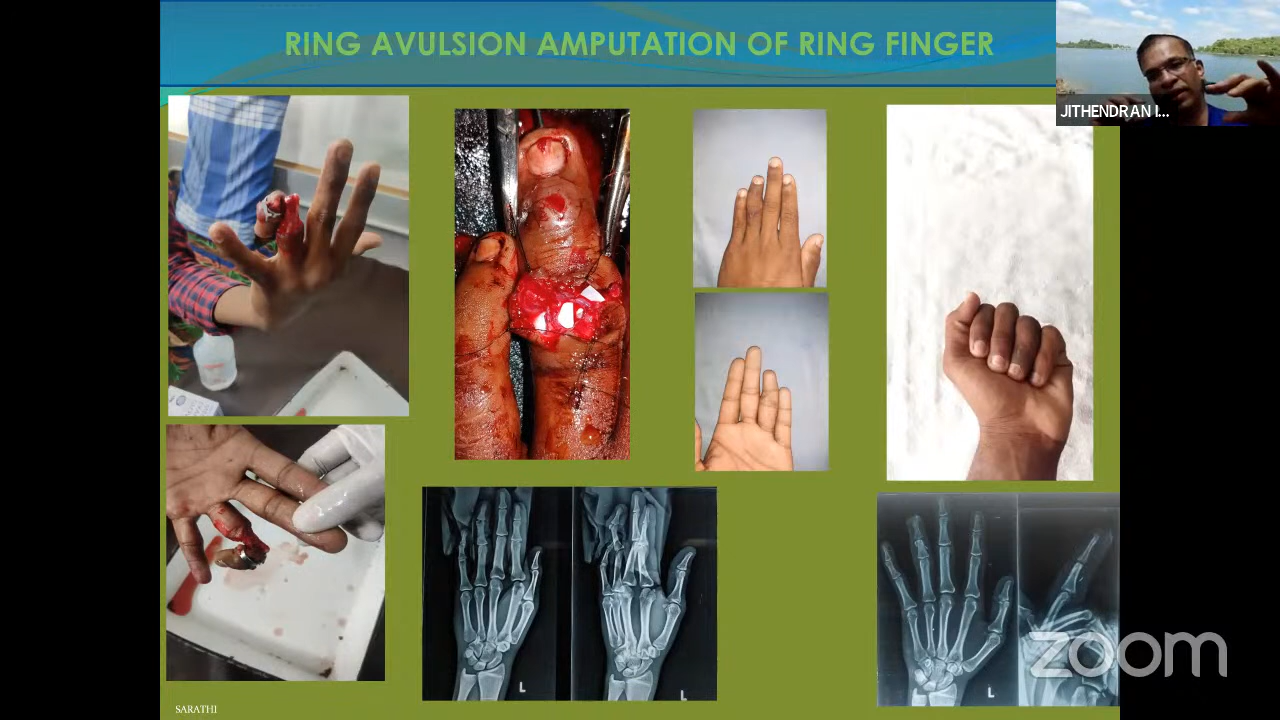 RING AVULSION AMPUTATION OF RING FINGER
JITHENDRAN I...
L
L
L
zoom
SARATHI